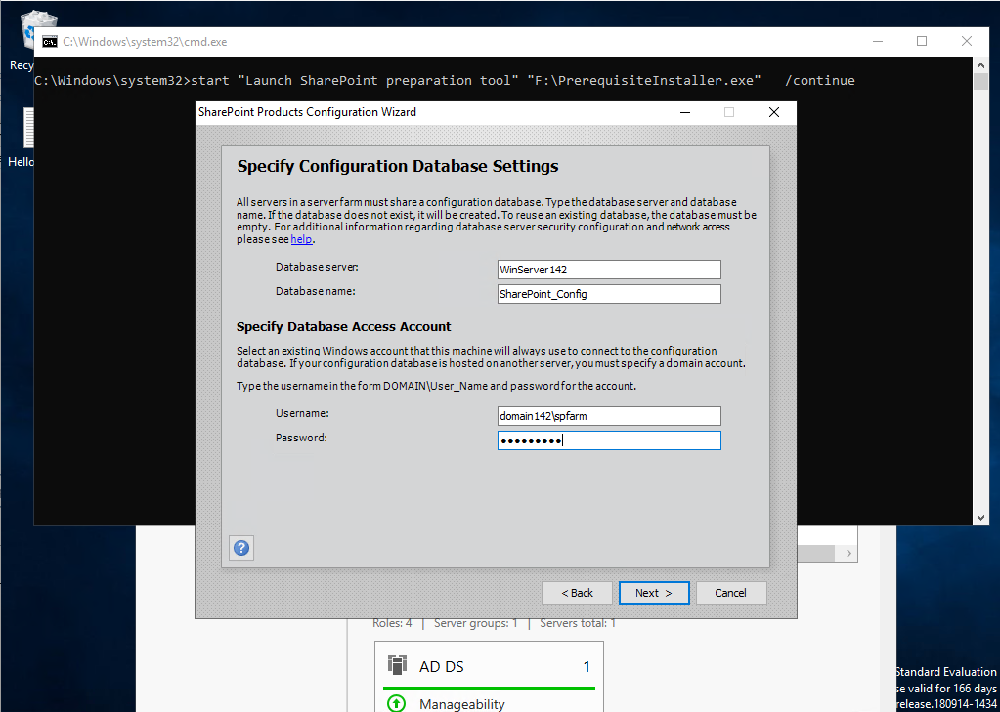 C:\Windows\system32\cmd.exe
Recy
C:\Windows\system32>start "Launch SharePoint preparation tool" "F:\PrerequisiteInstaller.exe" /continue
SharePoint Products Configuration Wizard
Hello
Specify Configuration Database Settings
All servers in a server farm must share a configuration database. Type the database server and database
name. If the database does not exist, it will be created. To reuse an existing database, the database must be
empty. For additional information regarding database server security configuration and network access
please see help.
Database server:
WinServer142
Database name:
SharePoint_Config
Specify Database Access Account
Select an existing Windows account that this machine will always use to connect to the configuration
database. If your configuration database is hosted on another server, you must specify a domain account.
Type the username in the form DOMAIN\User_Name and password for the account.
Username:
domain142\spfarm
Password:
●●●●●●●●●
?
< Back
Next >
Cancel
Roles: 4 | Server groups: 1 | Servers total: 1
AD DS 1
Manageability
Standard Evaluation
se valid for 166 days
release.180914-1434